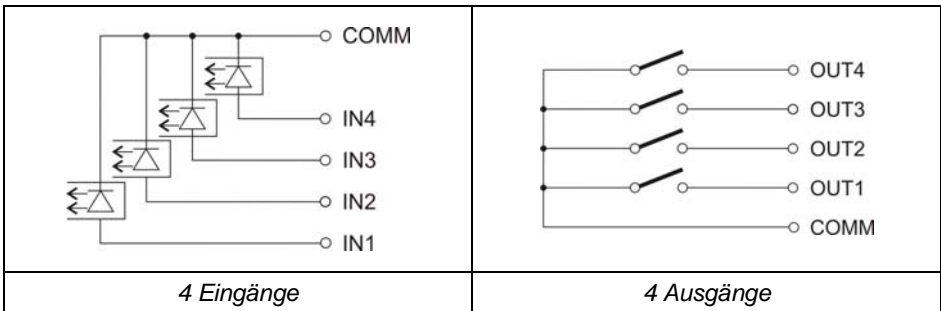 COMM
IN4
IN3
IN2
IN1
4 Eingänge
OUT4
OUT3
OUT2
OUT1
COMM
4 Ausgänge